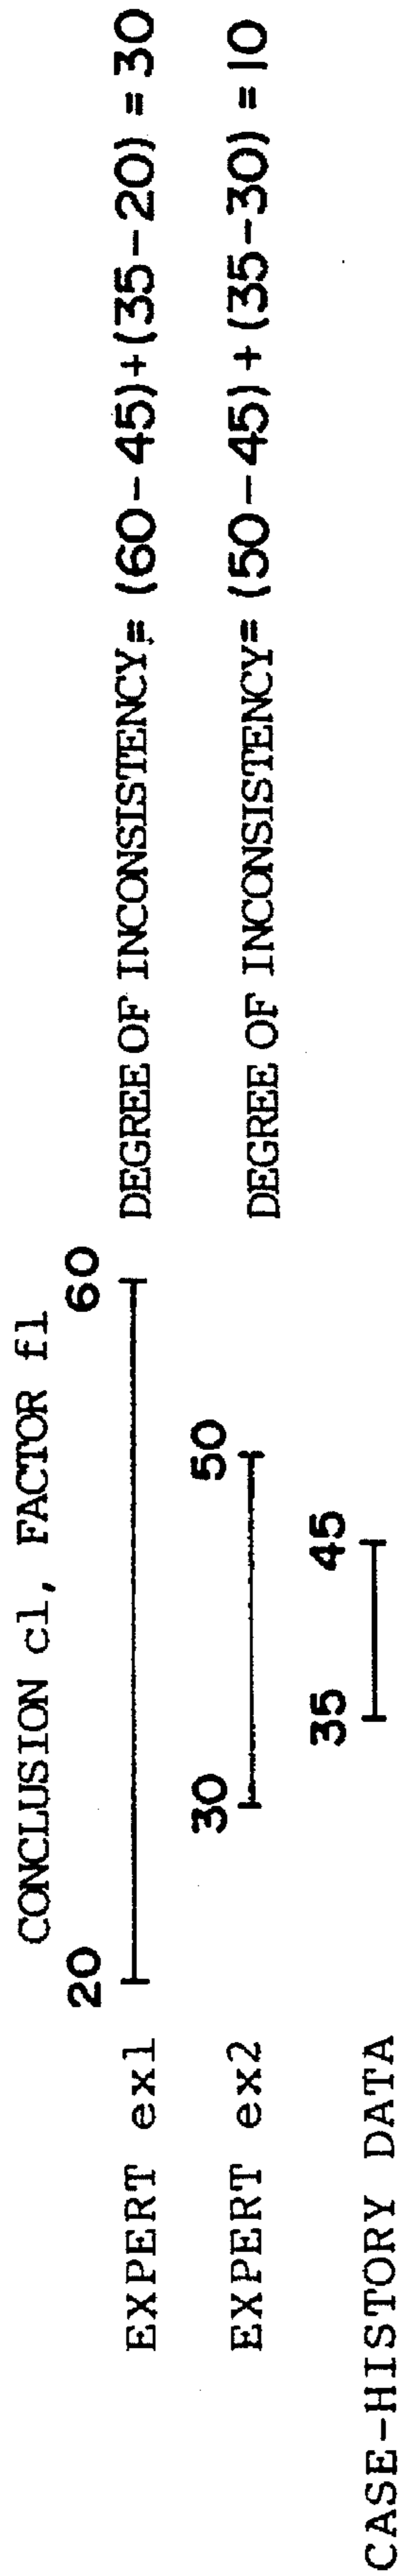 CONCLUSION c1, FACTOR f1
20 60
EXPERT ex1 DEGREE OF INCONSISTENCY = (60-45)+(35-20) = 30
30 50
EXPERT ex2 DEGREE OF INCONSISTENCY = (50-45) + (35-30) = 10
35 45
CASE-HISTORY DATA